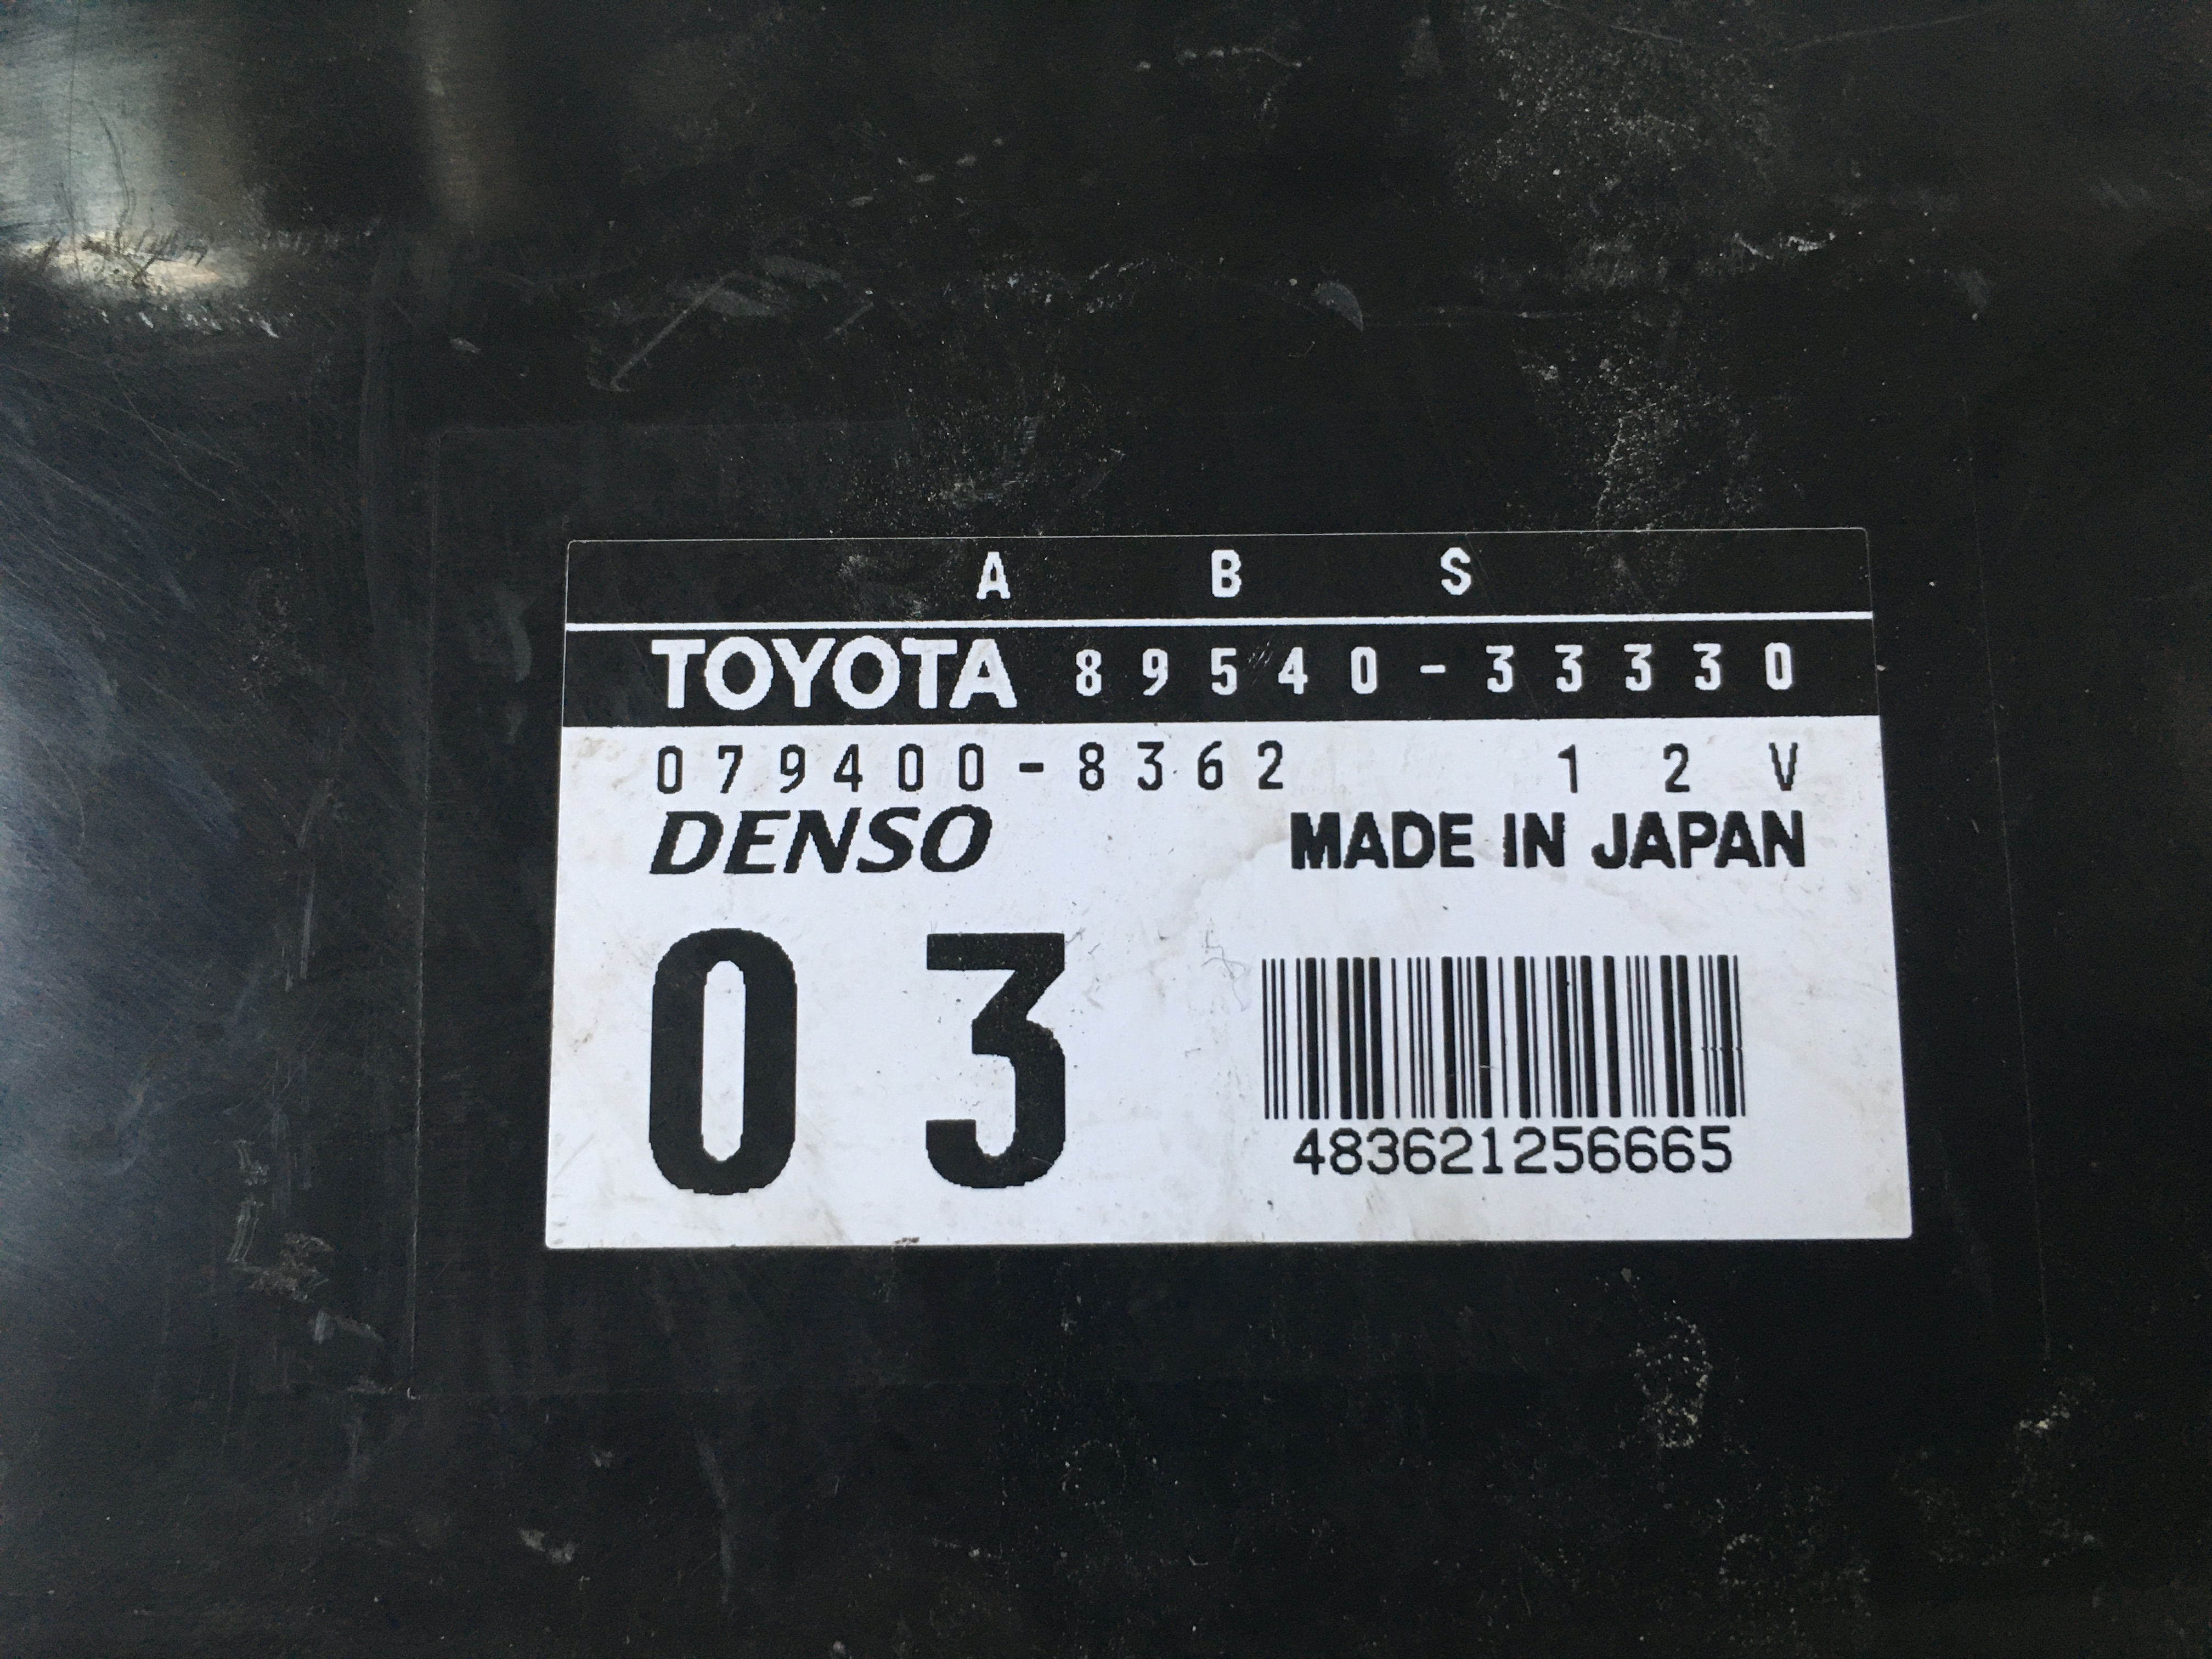 A B S
TOYOTA 89540-33330
079400-8362 12V
DENSO MADE IN JAPAN
03
483621256665